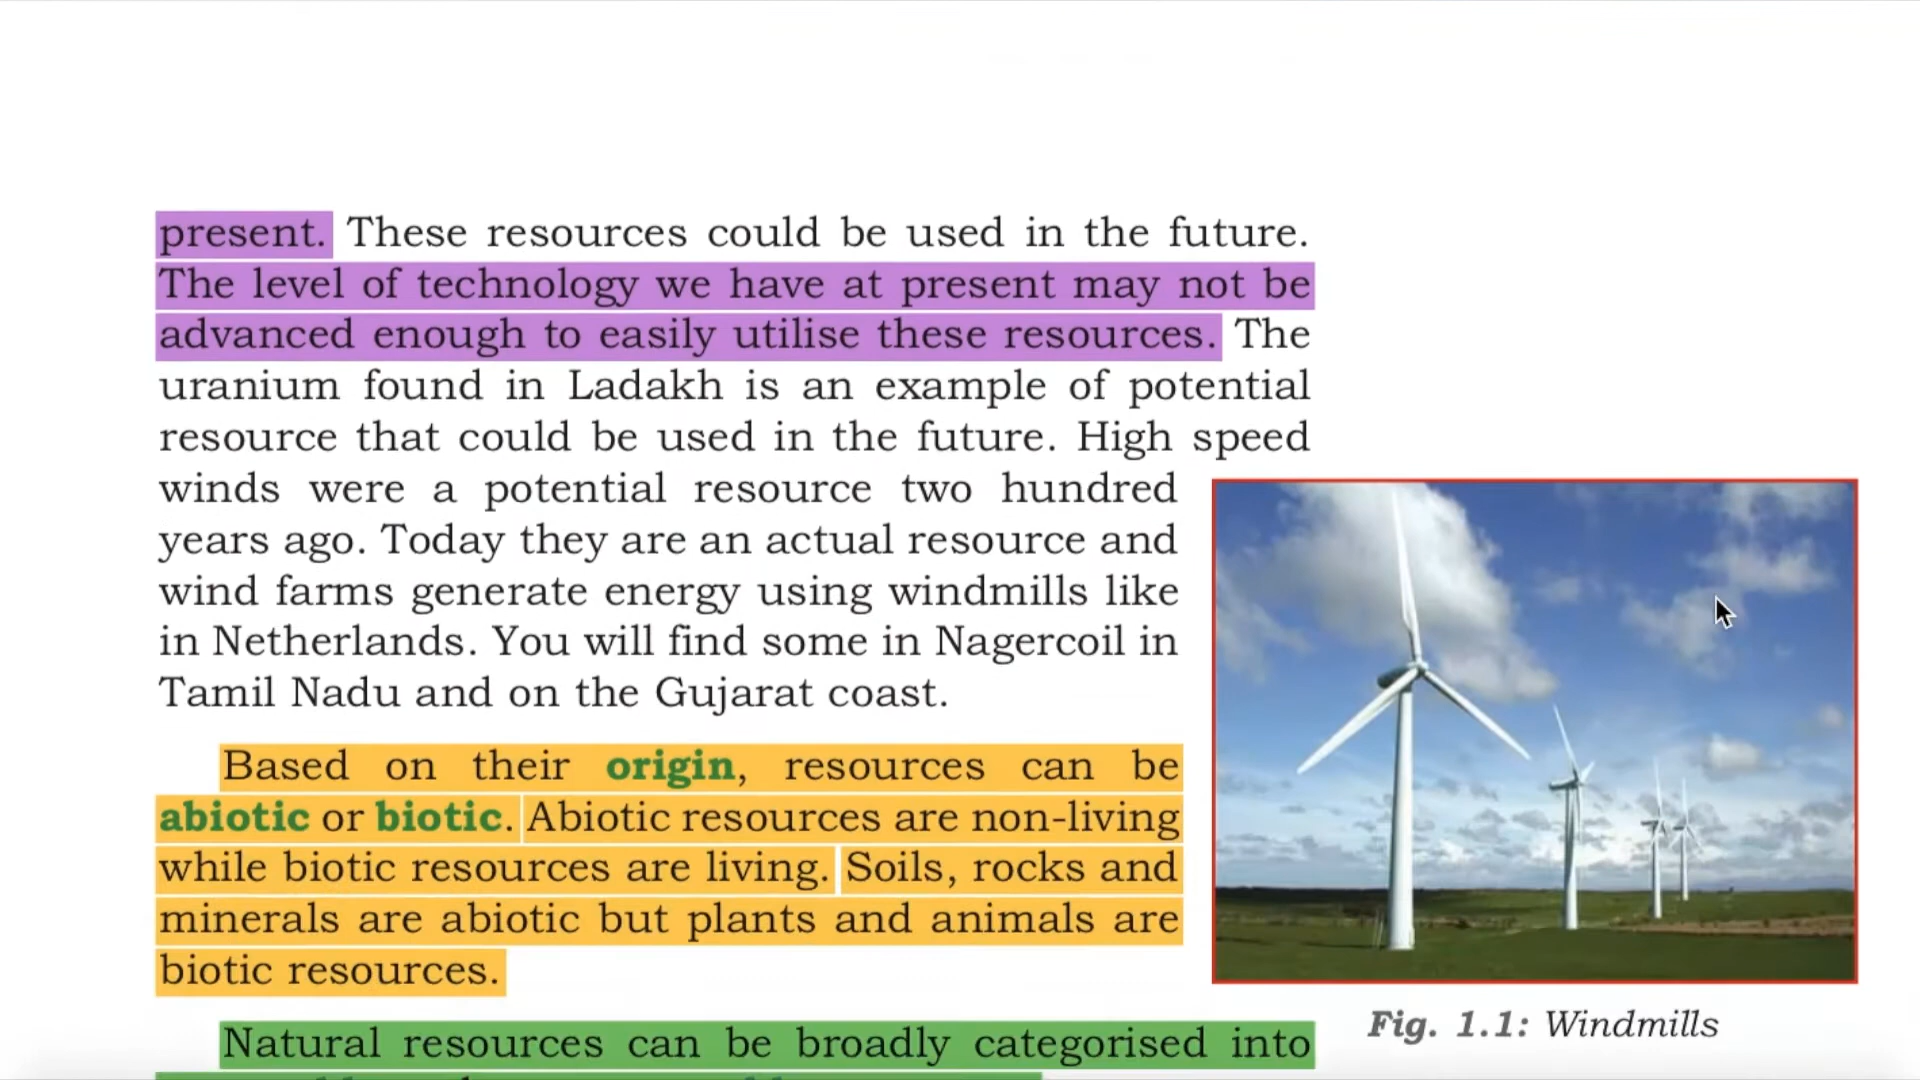 present. These resources could be used in the future.
The level of technology we have at present may not be
advanced enough to easily utilise these resources. The
uranium found in Ladakh is an example of potential
resource that could be used in the future. High speed
winds were a potential resource two hundred
years ago. Today they are an actual resource and
wind farms generate energy using windmills like
in Netherlands. You will find some in Nagercoil in
Tamil Nadu and on the Gujarat coast.
Based on their origin, resources can be
abiotic or biotic. Abiotic resources are non-living
while biotic resources are living. Soils, rocks and
minerals are abiotic but plants and animals are
biotic resources.
Natural resources can be broadly categorised into
Fig. 1.1: Windmills